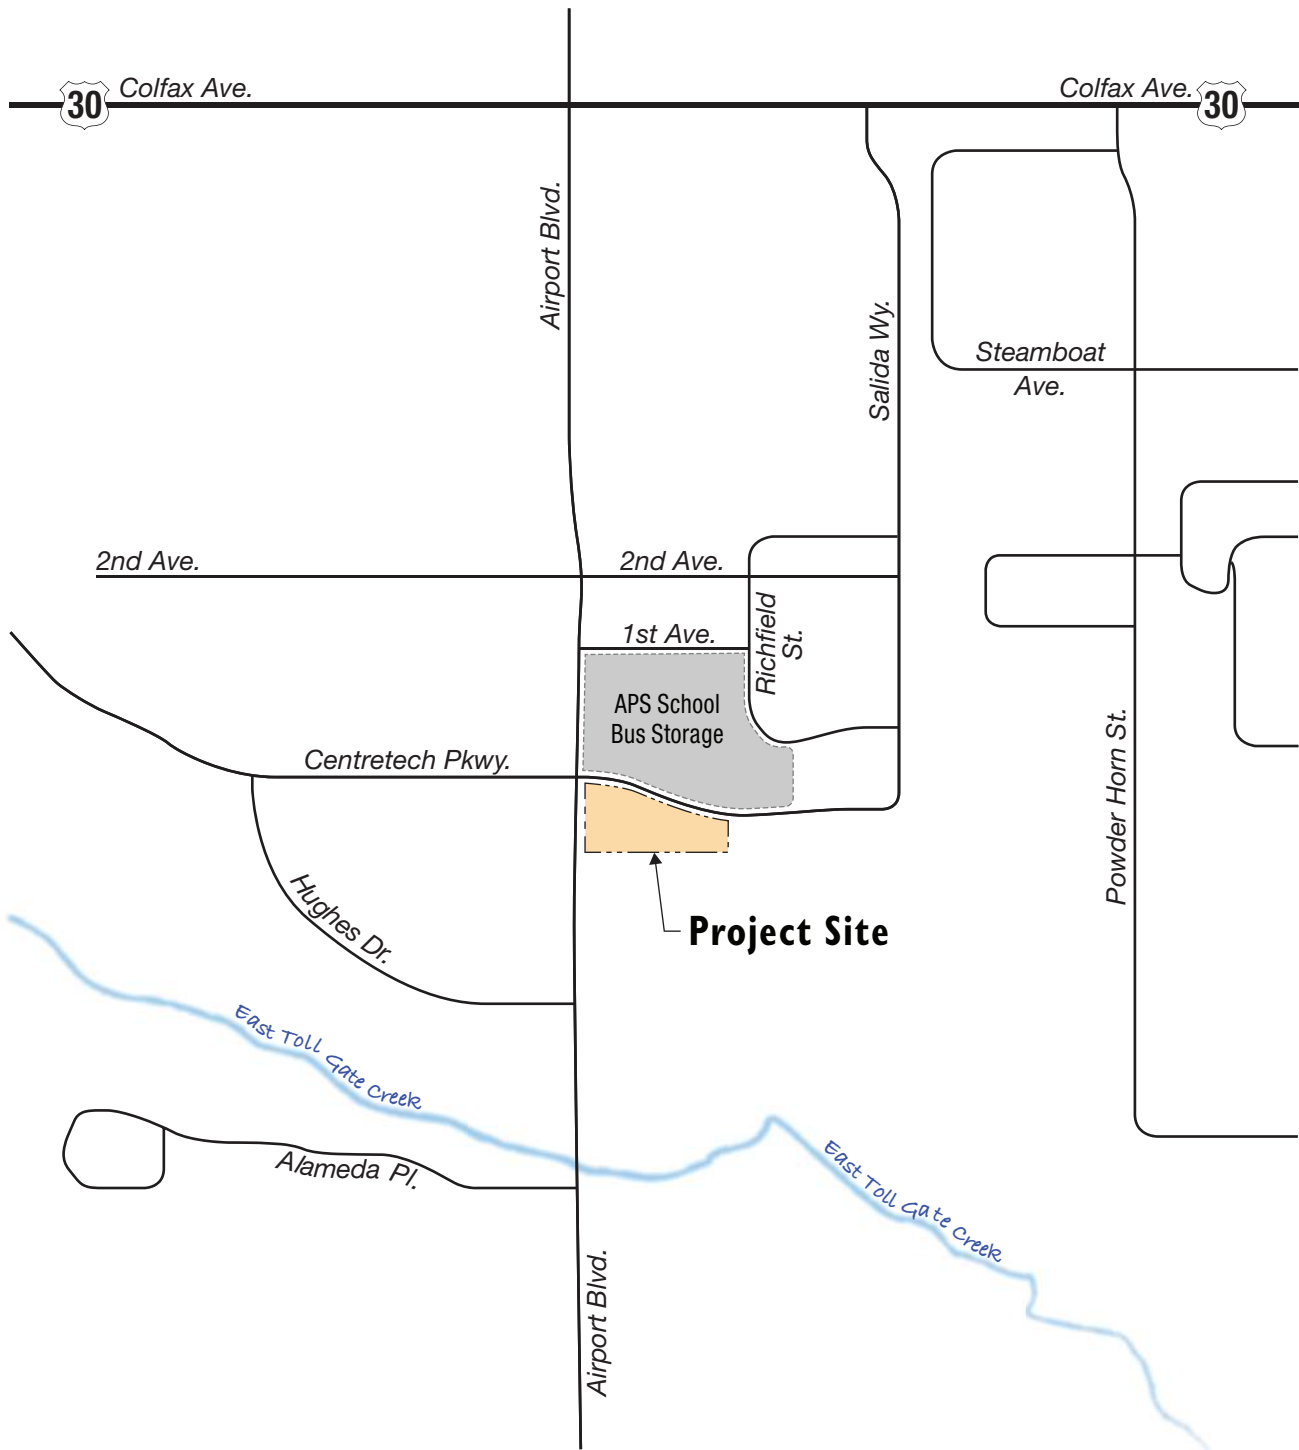 Colfax Ave.
30
Colfax Ave.
30
Airport Blvd.
Salida Wy.
Steamboat
Ave.
2nd Ave.
2nd Ave.
1st Ave.
Richfield
St.
APS School
Bus Storage
Centretech Pkwy.
Powder Horn St.
Hughes Dr.
Project Site
East Toll Gate Creek
East Toll Gate Creek
Alameda Pl.
Airport Blvd.